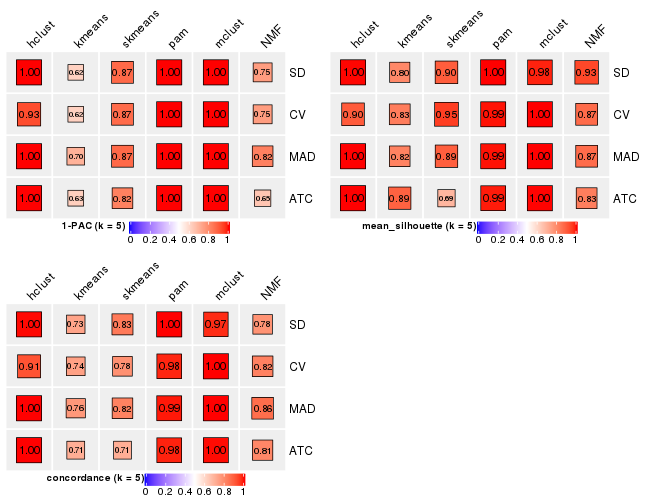 hclust kmeans skmeans pam mclust NMF
1.00 0.62 0.87 1.00 1.00 0.75 SD
0.93 0.62 0.87 1.00 1.00 0.75 CV
1.00 0.70 0.87 1.00 1.00 0.82 MAD
1.00 0.63 0.82 1.00 1.00 0.65 ATC
1-PAC (k = 5)
0 0.2 0.4 0.6 0.8 1
hclust kmeans skmeans pam mclust NMF
1.00 0.80 0.90 1.00 0.98 0.93 SD
0.90 0.83 0.95 0.99 1.00 0.87 CV
1.00 0.82 0.89 0.99 1.00 0.87 MAD
1.00 0.89 0.69 0.99 1.00 0.83 ATC
mean_silhouette (k = 5)
0 0.2 0.4 0.6 0.8 1
hclust kmeans skmeans pam mclust NMF
1.00 0.73 0.83 1.00 0.97 0.78 SD
0.91 0.74 0.78 0.98 1.00 0.82 CV
1.00 0.76 0.82 0.99 1.00 0.86 MAD
1.00 0.71 0.71 0.98 1.00 0.81 ATC
concordance (k = 5)
0 0.2 0.4 0.6 0.8 1